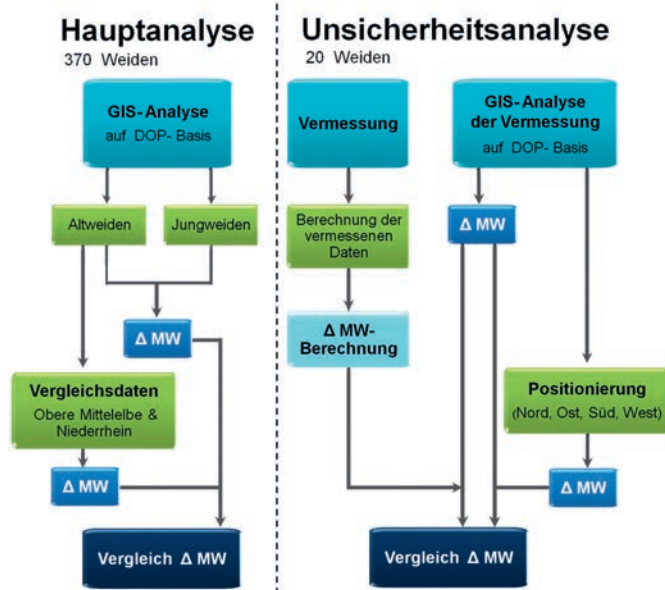 Hauptanalyse
370 Weiden
GIS-Analyse
auf DOP- Basis
Altweiden
Jungweiden
Δ MW
Vergleichsdaten
Obere Mittelelbe &
Niederrhein
Δ MW
Vergleich Δ MW
Unsicherheitsanalyse
20 Weiden
Vermessung
GIS-Analyse
der Vermessung
auf DOP-Basis
Berechnung der
vermessenen
Daten
Δ MW
Δ MW-
Berechnung
Positionierung
(Nord, Ost, Süd, West)
Δ MW
Vergleich Δ MW